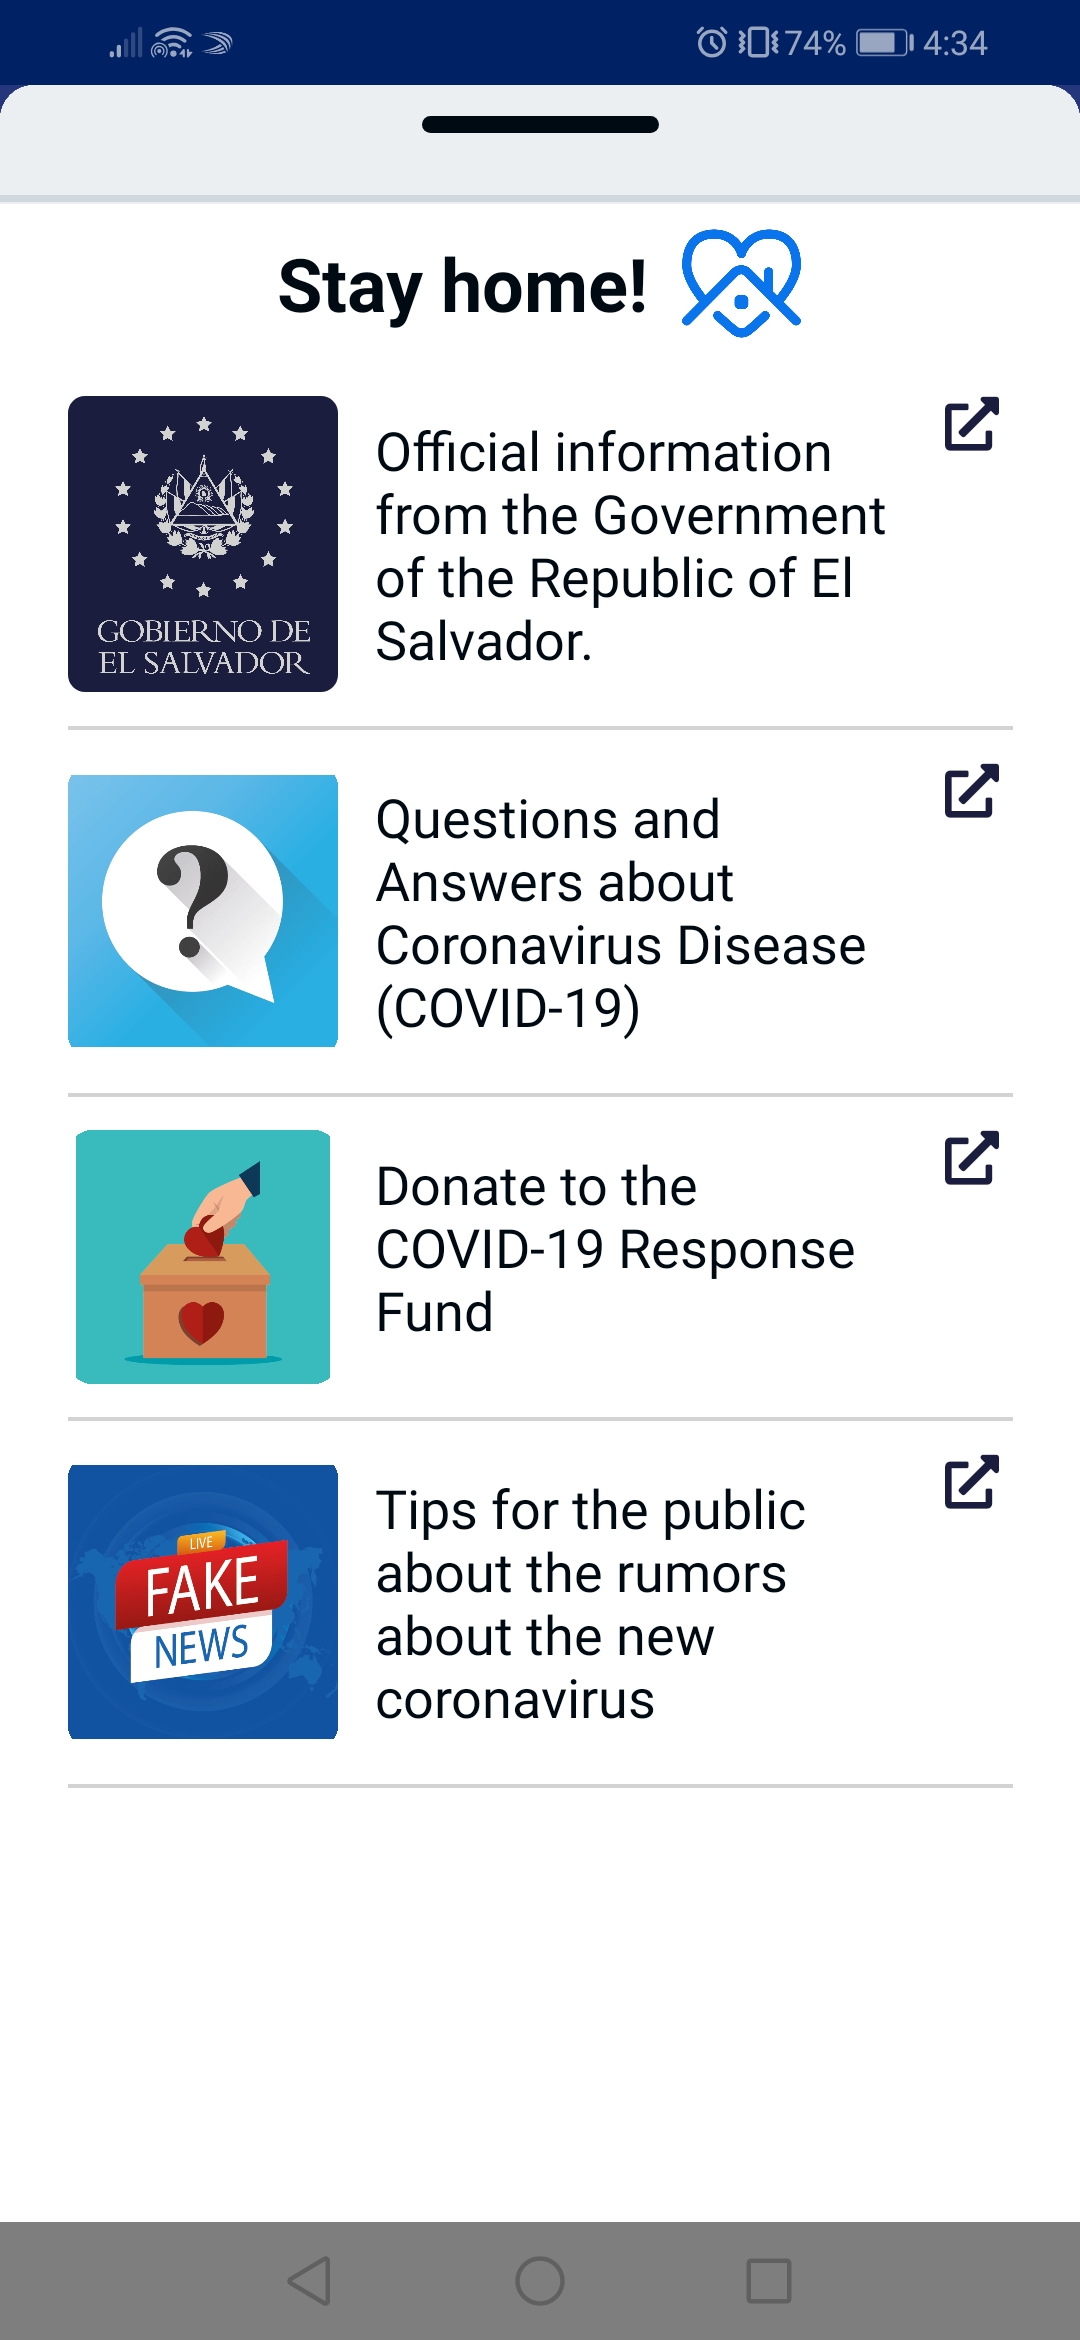 74% 4:34
Stay home!
GOBIERNO DE
EL SALVADOR
Official information
from the Government
of the Republic of El
Salvador.
?
Questions and
Answers about
Coronavirus Disease
(COVID-19)
Donate to the
COVID-19 Response
Fund
LIVE
FAKE
NEWS
Tips for the public
about the rumors
about the new
coronavirus